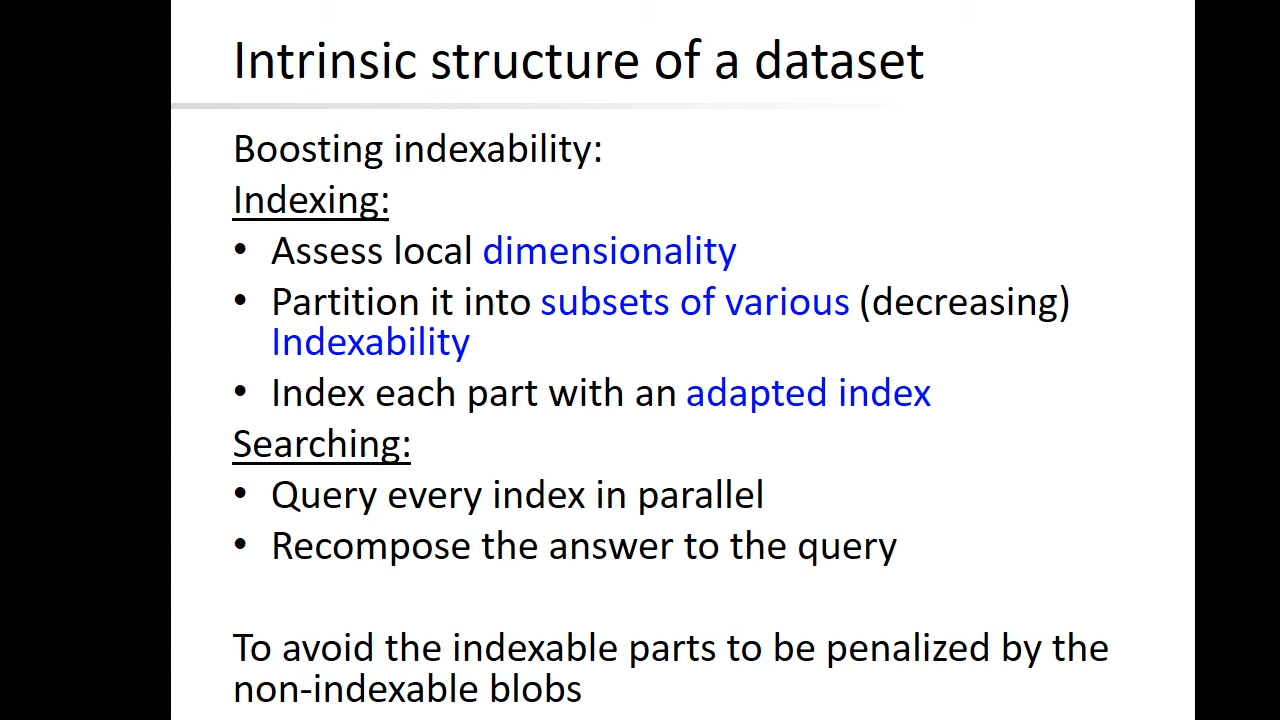 Intrinsic structure of a dataset
Boosting indexability:
Indexing:
• Assess local dimensionality
• Partition it into subsets of various (decreasing)
Indexability
• Index each part with an adapted index
Searching:
• Query every index in parallel
• Recompose the answer to the query
To avoid the indexable parts to be penalized by the
non-indexable blobs